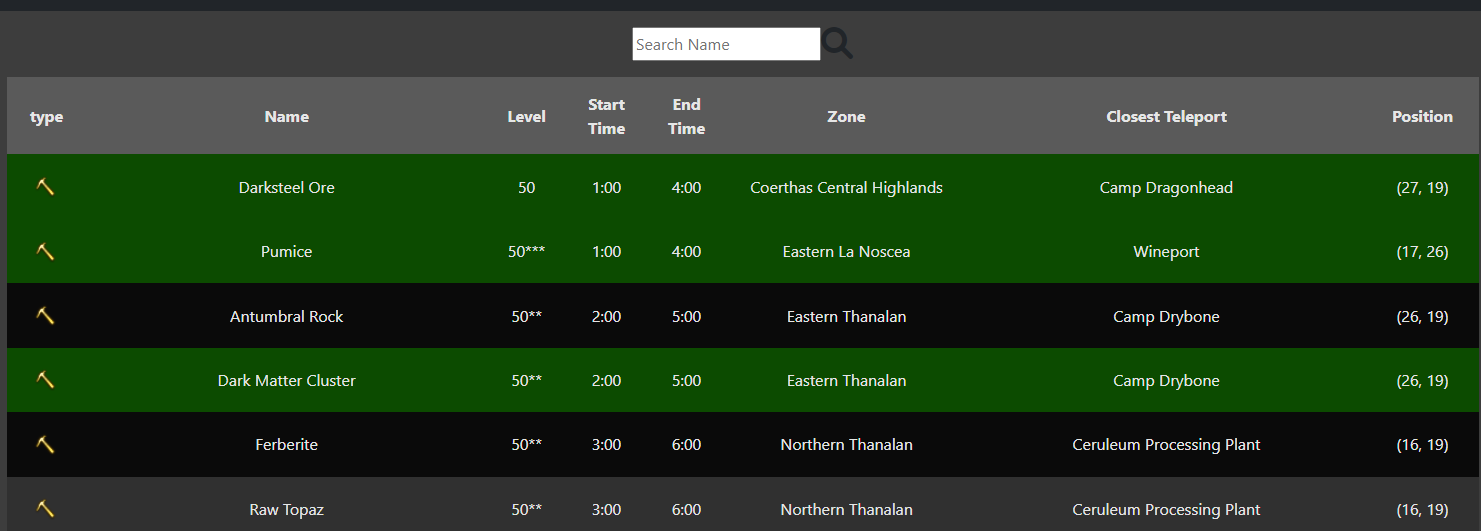 Search Name
type Name Level Start Time End Time Zone Closest Teleport Position
Darksteel Ore 50 1:00 4:00 Coerthas Central Highlands Camp Dragonhead (27, 19)
Pumice 50*** 1:00 4:00 Eastern La Noscea Wineport (17, 26)
Antumbral Rock 50** 2:00 5:00 Eastern Thanalan Camp Drybone (26, 19)
Dark Matter Cluster 50** 2:00 5:00 Eastern Thanalan Camp Drybone (26, 19)
Ferberite 50** 3:00 6:00 Northern Thanalan Ceruleum Processing Plant (16, 19)
Raw Topaz 50** 3:00 6:00 Northern Thanalan Ceruleum Processing Plant (16, 19)